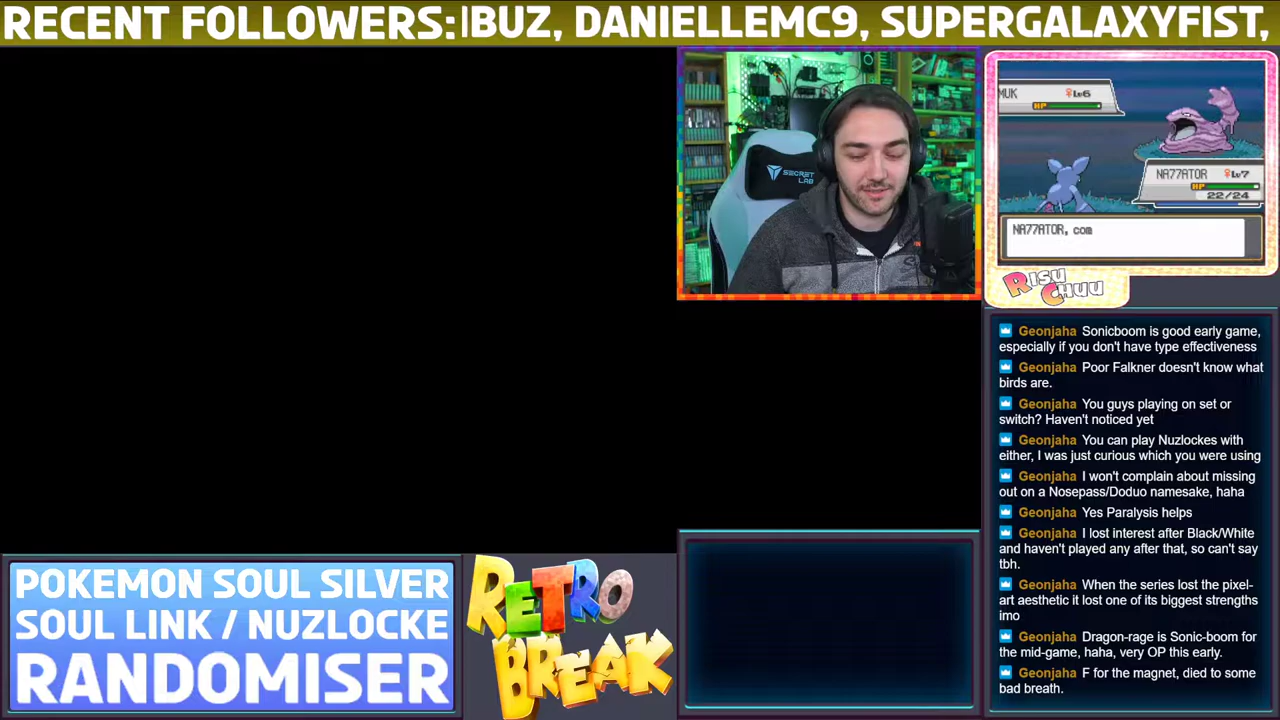 RECENT FOLLOWERS: IBUZ, DANIELLEMC9, SUPERGALAXYFIST,
SECRET
LAB
MUK ♀Lv6
HP
NA77ATOR ♀Lv7
HP
22/24
NA77ATOR, com
RISU
CHUU
Geonjaha Sonicboom is good early game,
especially if you don't have type effectiveness
Geonjaha Poor Falkner doesn't know what
birds are.
Geonjaha You guys playing on set or
switch? Haven't noticed yet
Geonjaha You can play Nuzlockes with
either, I was just curious which you were using
Geonjaha I won't complain about missing
out on a Nosepass/Doduo namesake, haha
Geonjaha Yes Paralysis helps
Geonjaha I lost interest after Black/White
and haven't played any after that, so can't say
tbh.
Geonjaha When the series lost the pixel-
art aesthetic it lost one of its biggest strengths
imo
Geonjaha Dragon-rage is Sonic-boom for
the mid-game, haha, very OP this early.
Geonjaha F for the magnet, died to some
bad breath.
POKEMON SOUL SILVER
SOUL LINK / NUZLOCKE
RANDOMISER
RETRO
BREAK